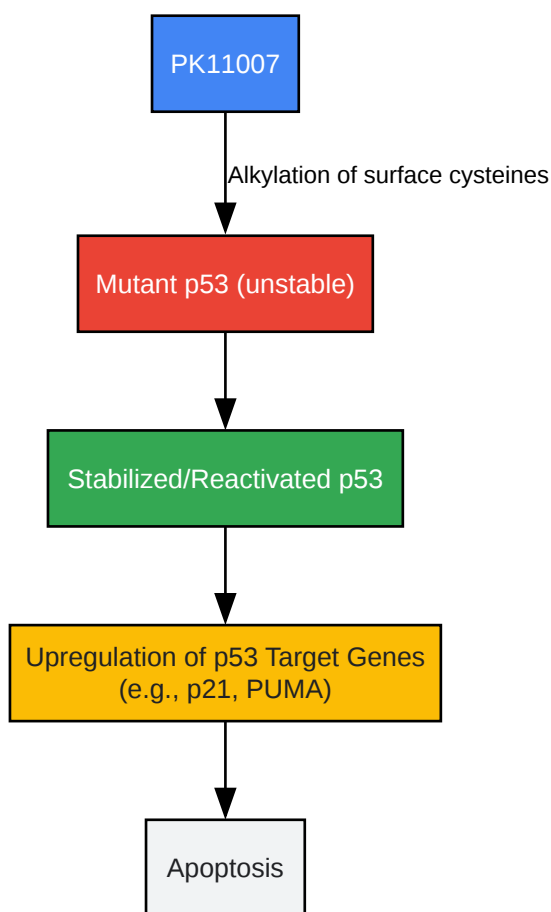 PK11007
Alkylation of surface cysteines
Mutant p53 (unstable)
Stabilized/Reactivated p53
Upregulation of p53 Target Genes
(e.g., p21, PUMA)
Apoptosis